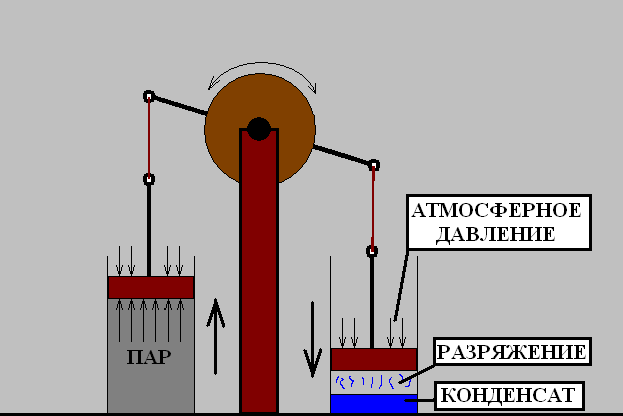 АТМОСФЕРНОЕ
ДАВЛЕНИЕ
ПАР
РАЗРЯЖЕНИЕ
КОНДЕНСАТ